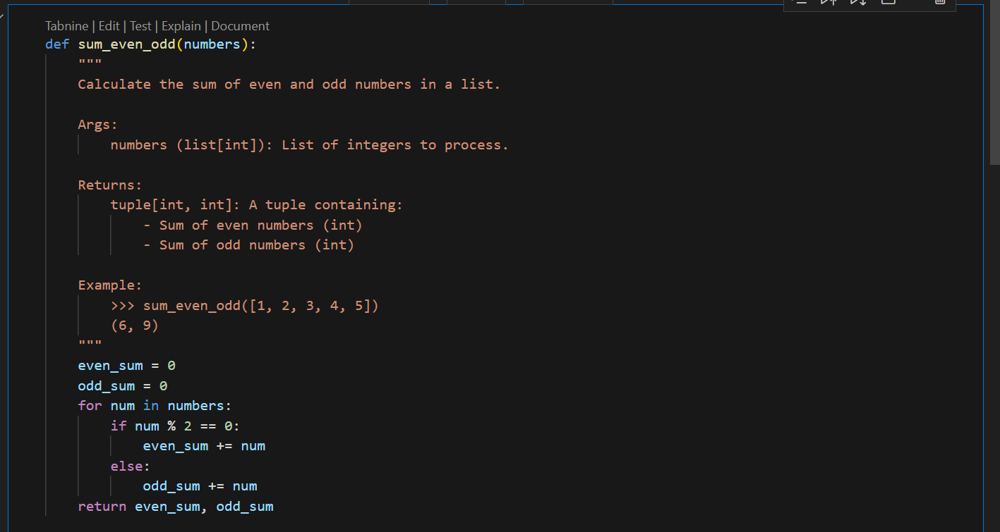 Tabnine | Edit | Test | Explain | Document
def sum_even_odd(numbers):
    """
    Calculate the sum of even and odd numbers in a list.

    Args:
        numbers (list[int]): List of integers to process.

    Returns:
        tuple[int, int]: A tuple containing:
            - Sum of even numbers (int)
            - Sum of odd numbers (int)

    Example:
        >>> sum_even_odd([1, 2, 3, 4, 5])
        (6, 9)
    """
    even_sum = 0
    odd_sum = 0
    for num in numbers:
        if num % 2 == 0:
            even_sum += num
        else:
            odd_sum += num
    return even_sum, odd_sum